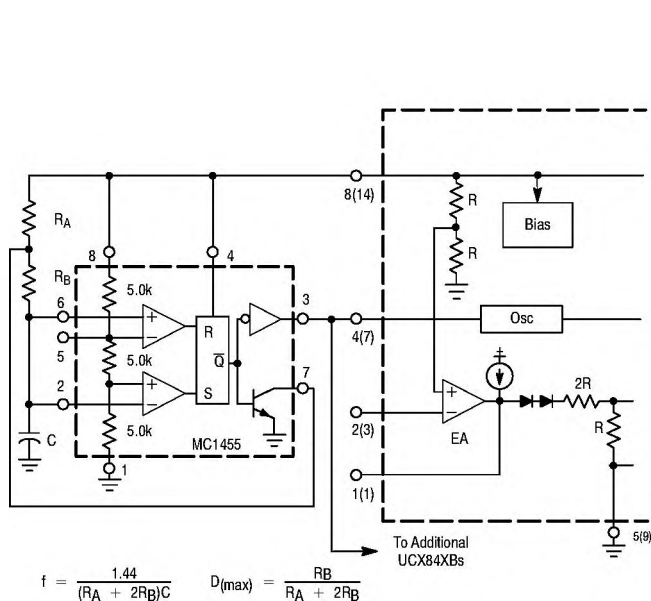 8(14)
R
Bias
R
RA
8
4
RB
5.0k
6
3
R
4(7)
Osc
5
5.0k
Q̅
7
2
S
2R
5.0k
2(3)
EA
R
C
MC1455
1
1(1)
5(9)
To Additional
UCX84XBs
f = 1.44 / (RA + 2RB)C
D(max) = RB / RA + 2RB